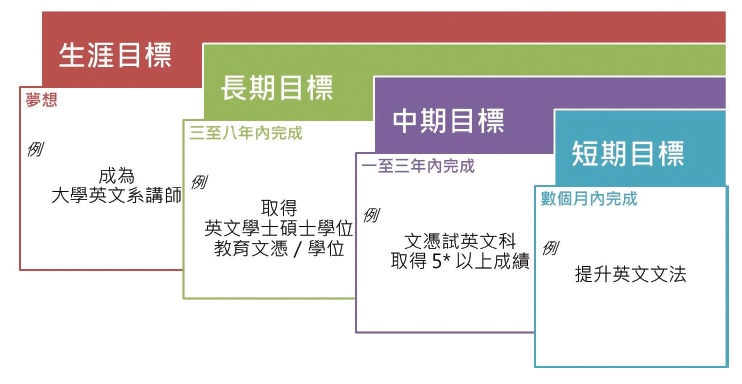 生涯目標
夢想
例
成為
大學英文系講師
長期目標
三至八年內完成
例
取得
英文學士碩士學位
教育文憑 / 學位
中期目標
一至三年內完成
例
文憑試英文科
取得 5* 以上成績
短期目標
數個月內完成
例
提升英文文法